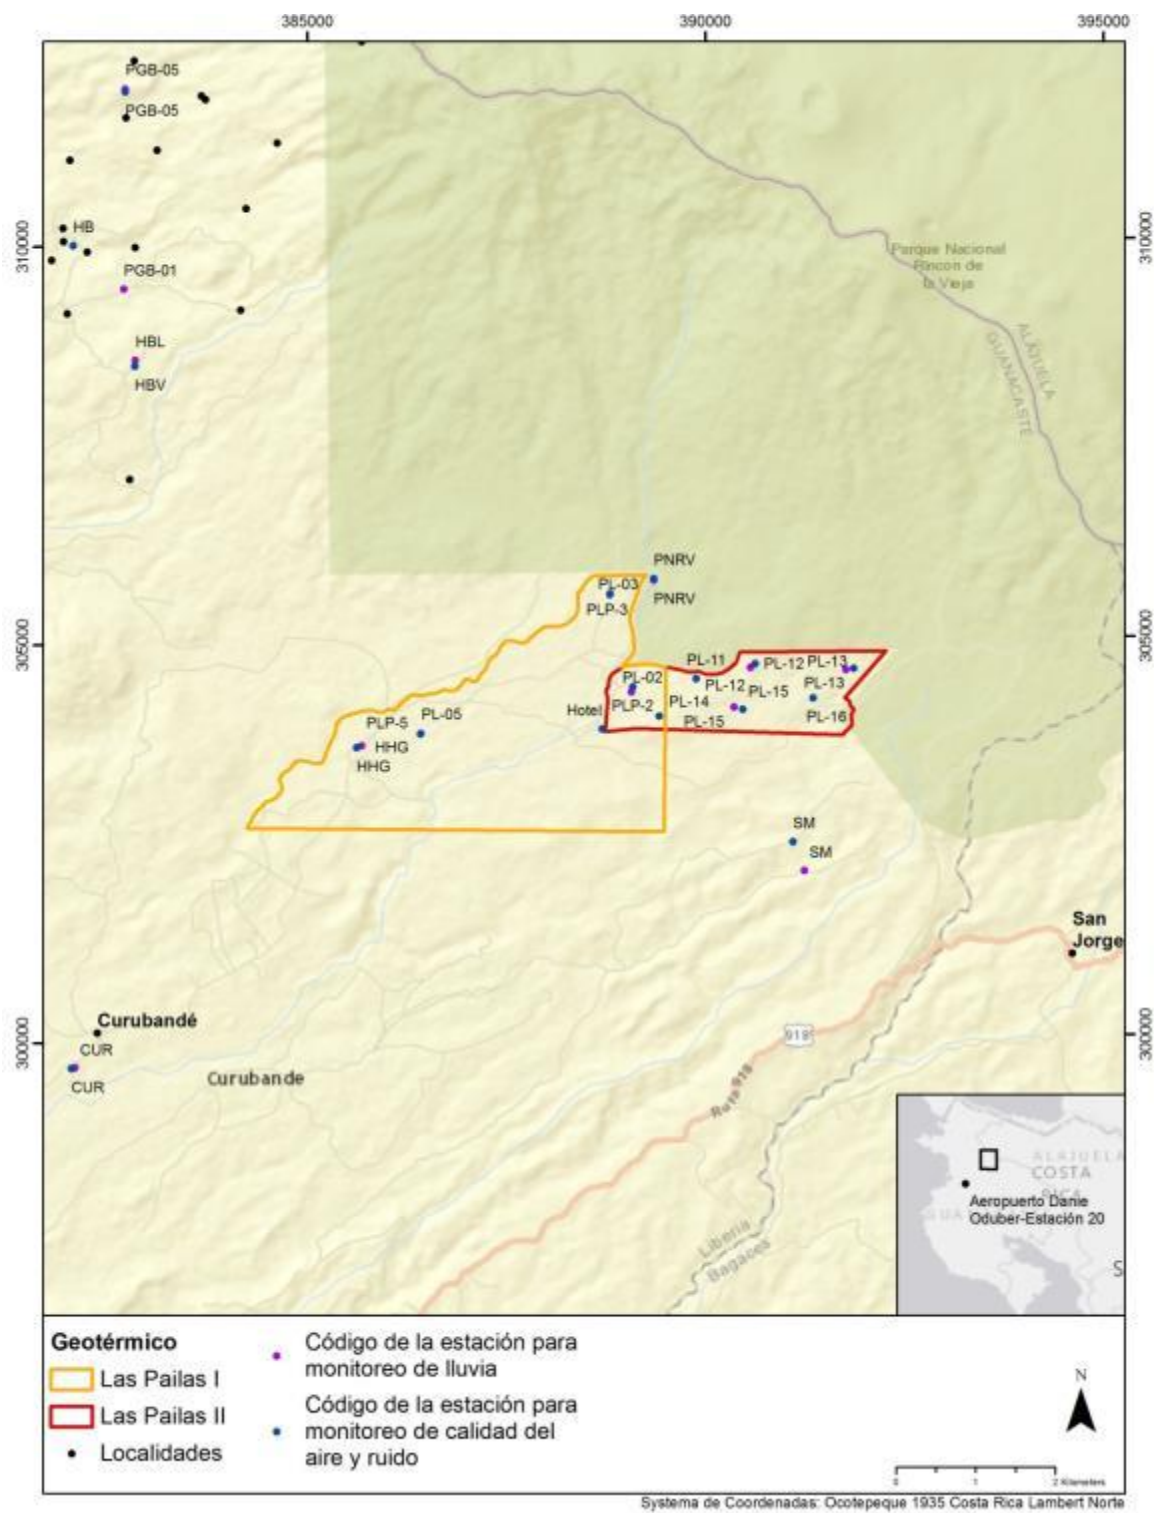 385000
390000
395000
PGB-05
PGB-05
310000
310000
HB
PGB-01
Parque Nacional
Rincon de
la Vieja
HBL
HBV
ALAJUELA
GUANACASTE
PNRV
PL-03
PNRV
PLP-3
305000
305000
PL-11
PL-12
PL-13
PL-02
PL-12
PL-15
PL-13
PLP-2
PL-14
Hotel
PL-15
PL-16
PLP-5
PL-05
HHG
HHG
SM
SM
San
Jorge
300000
300000
Curubandé
CUR
CUR
Curubande
918
Ruta 918
Liberia
Bagaces
ALAJUELA
COSTA
RICA
Aeropuerto Danie
Oduber-Estación 20
S
Geotérmico
Las Pailas I
Las Pailas II
Localidades
Código de la estación para
monitoreo de lluvia
Código de la estación para
monitoreo de calidad del
aire y ruido
N
0 1 2 Kilometers
Systema de Coordenadas: Ocotepeque 1935 Costa Rica Lambert Norte